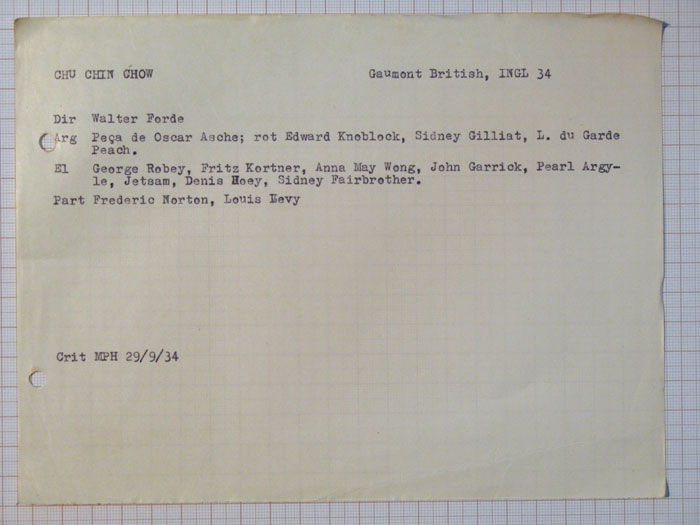 CHU CHIN CHOW Gaumont British, INGL 34
Dir Walter Forde
Arg Peça de Oscar Asche; rot Edward Knoblock, Sidney Gilliat, L. du Garde
Peach.
El George Robey, Fritz Kortner, Anna May Wong, John Garrick, Pearl Argy-
le, Jetsam, Denis Hoey, Sidney Fairbrother.
Part Frederic Norton, Louis Levy
Crit MPH 29/9/34